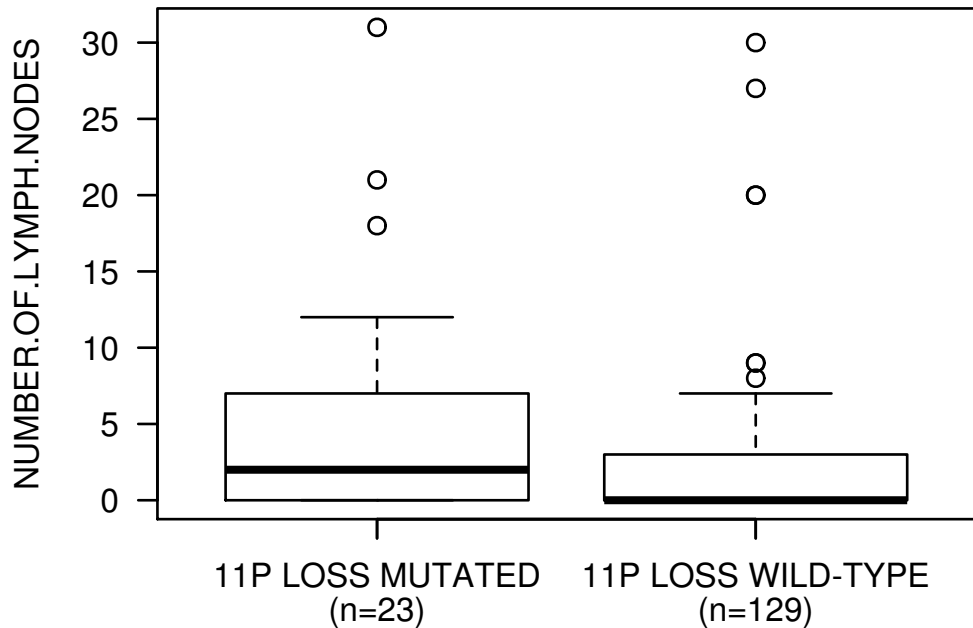 NUMBER.OF.LYMPH.NODES
30
25
20
15
10
5
0
11P LOSS MUTATED
(n=23)
11P LOSS WILD-TYPE
(n=129)